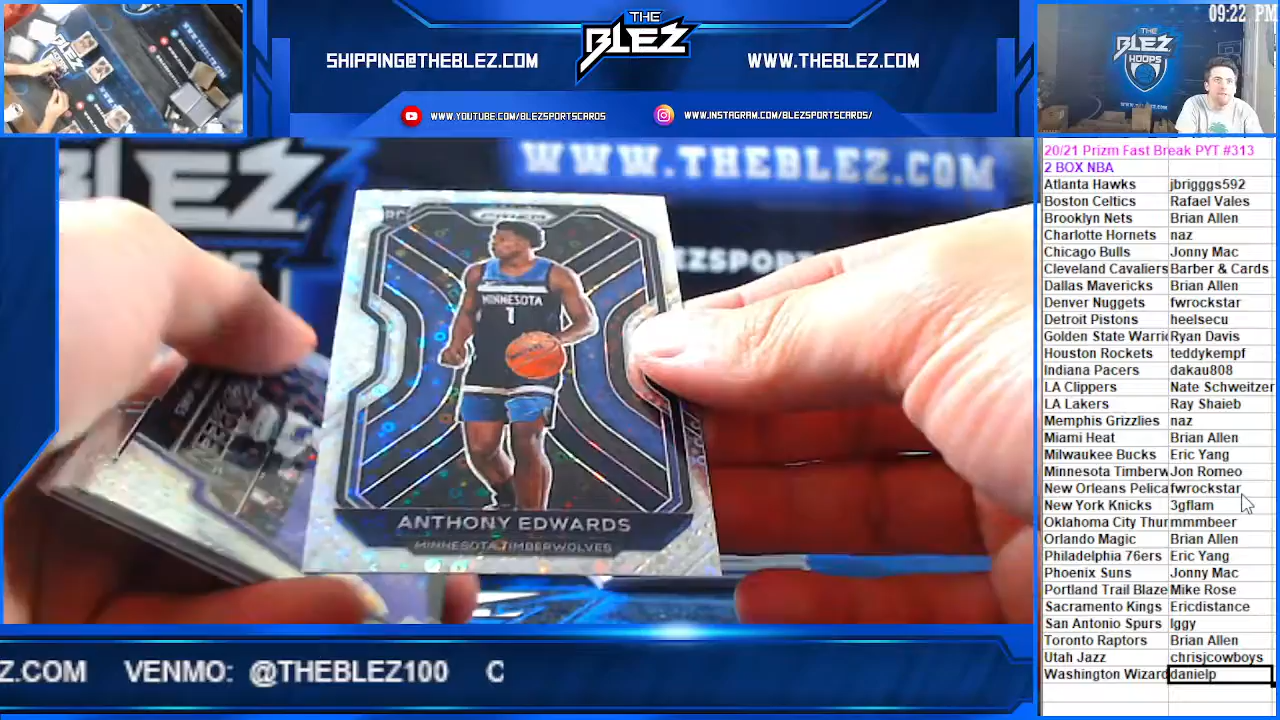 SHIPPING@THEBLEZ.COM
THE
BLEZ
WWW.THEBLEZ.COM
WWW.YOUTUBE.COM/BLEZSPORTSCARDS
WWW.INSTAGRAM.COM/BLEZSPORTSCARDS/
09:22 PM
THE
BLEZ
HOOPS
BLEZ
WWW.THEBLEZ.COM
RC
PRIZM
MINNESOTA
1
ANTHONY EDWARDS
MINNESOTA TIMBERWOLVES
Z.COM VENMO: @THEBLEZ100 C
20/21 Prizm Fast Break PYT #313
2 BOX NBA
Atlanta Hawks jbrigggs592
Boston Celtics Rafael Vales
Brooklyn Nets Brian Allen
Charlotte Hornets naz
Chicago Bulls Jonny Mac
Cleveland Cavaliers Barber & Cards
Dallas Mavericks Brian Allen
Denver Nuggets fwrockstar
Detroit Pistons heelsecu
Golden State Warri Ryan Davis
Houston Rockets teddykempf
Indiana Pacers dakau808
LA Clippers Nate Schweitzer
LA Lakers Ray Shaieb
Memphis Grizzlies naz
Miami Heat Brian Allen
Milwaukee Bucks Eric Yang
Minnesota Timberw Jon Romeo
New Orleans Pelica fwrockstar
New York Knicks 3gflam
Oklahoma City Thur mmmbeer
Orlando Magic Brian Allen
Philadelphia 76ers Eric Yang
Phoenix Suns Jonny Mac
Portland Trail Blaze Mike Rose
Sacramento Kings Ericdistance
San Antonio Spurs Iggy
Toronto Raptors Brian Allen
Utah Jazz chrisjcowboys
Washington Wizard danielp